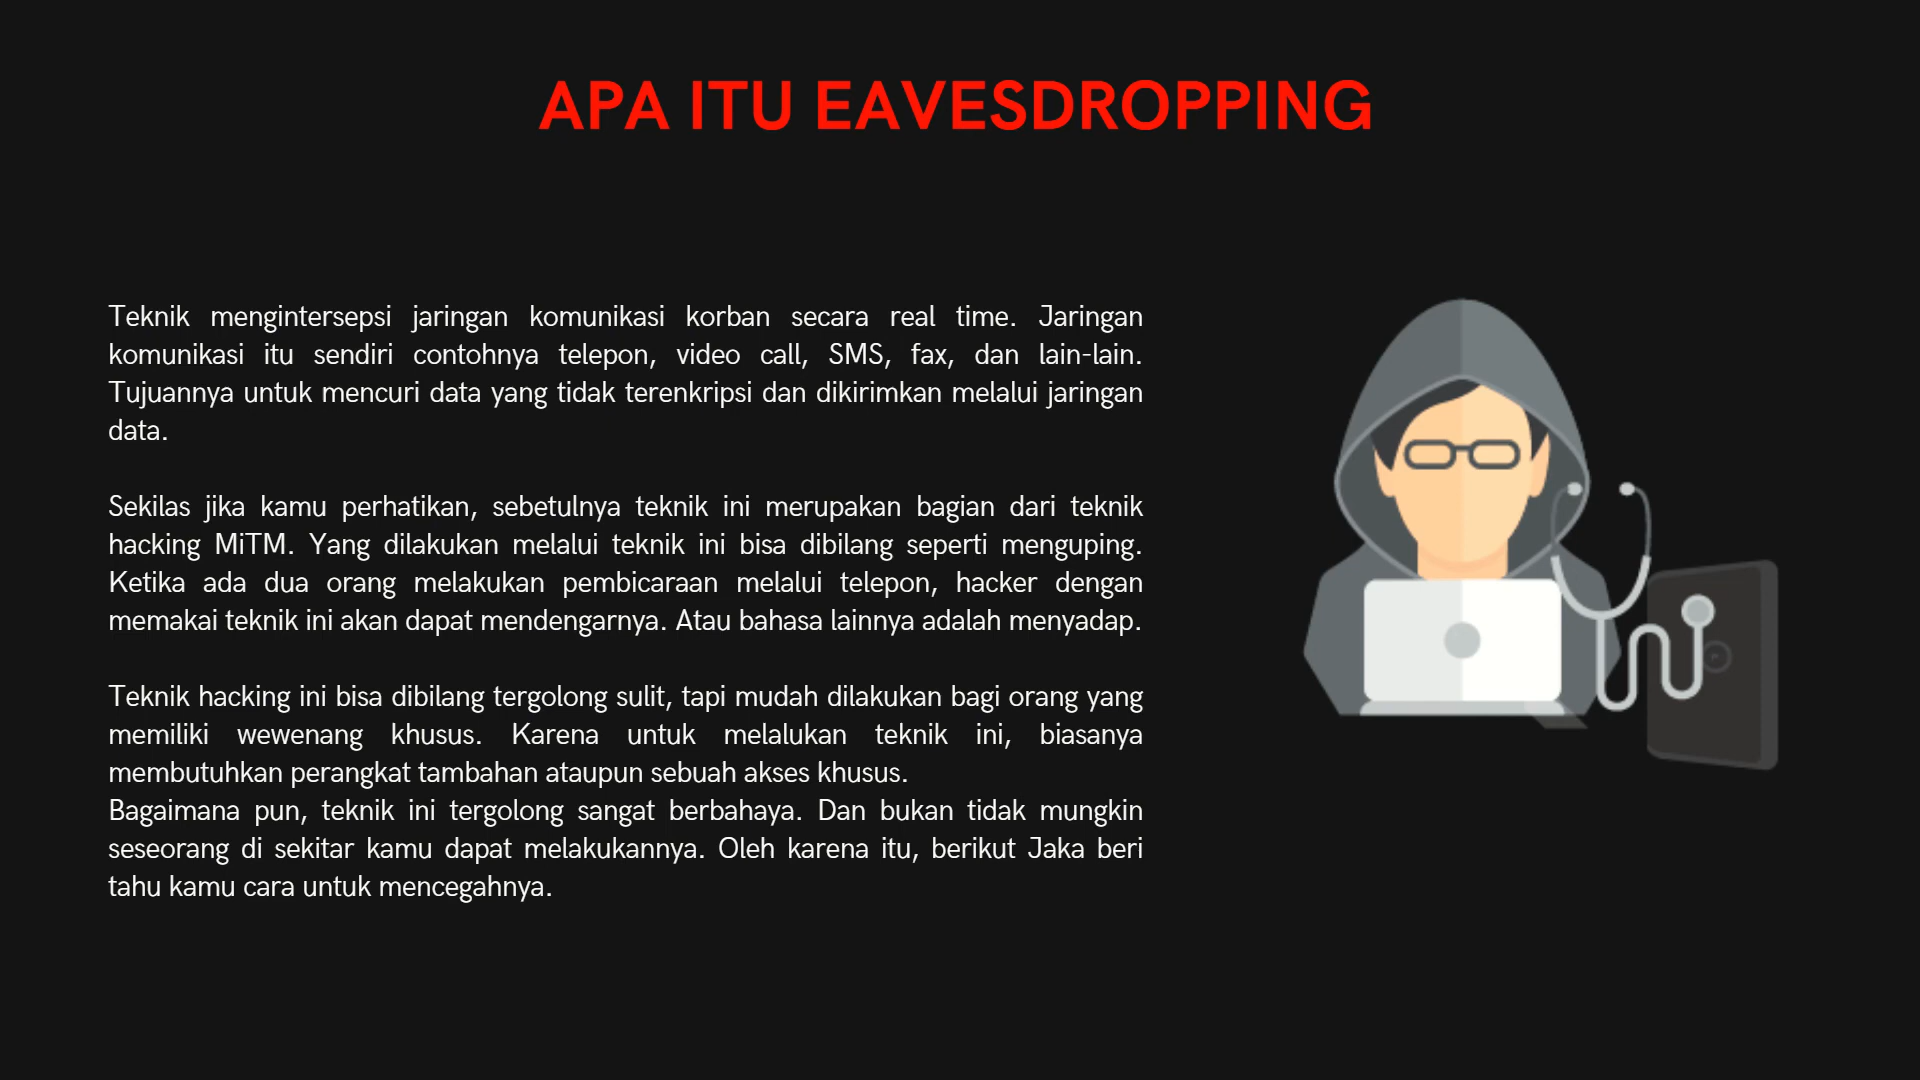 APA ITU EAVESDROPPING
Teknik mengintersepsi jaringan komunikasi korban secara real time. Jaringan
komunikasi itu sendiri contohnya telepon, video call, SMS, fax, dan lain-lain.
Tujuannya untuk mencuri data yang tidak terenkripsi dan dikirimkan melalui jaringan
data.
Sekilas jika kamu perhatikan, sebetulnya teknik ini merupakan bagian dari teknik
hacking MiTM. Yang dilakukan melalui teknik ini bisa dibilang seperti menguping.
Ketika ada dua orang melakukan pembicaraan melalui telepon, hacker dengan
memakai teknik ini akan dapat mendengarnya. Atau bahasa lainnya adalah menyadap.
Teknik hacking ini bisa dibilang tergolong sulit, tapi mudah dilakukan bagi orang yang
memiliki wewenang khusus. Karena untuk melalukan teknik ini, biasanya
membutuhkan perangkat tambahan ataupun sebuah akses khusus.
Bagaimana pun, teknik ini tergolong sangat berbahaya. Dan bukan tidak mungkin
seseorang di sekitar kamu dapat melakukannya. Oleh karena itu, berikut Jaka beri
tahu kamu cara untuk mencegahnya.